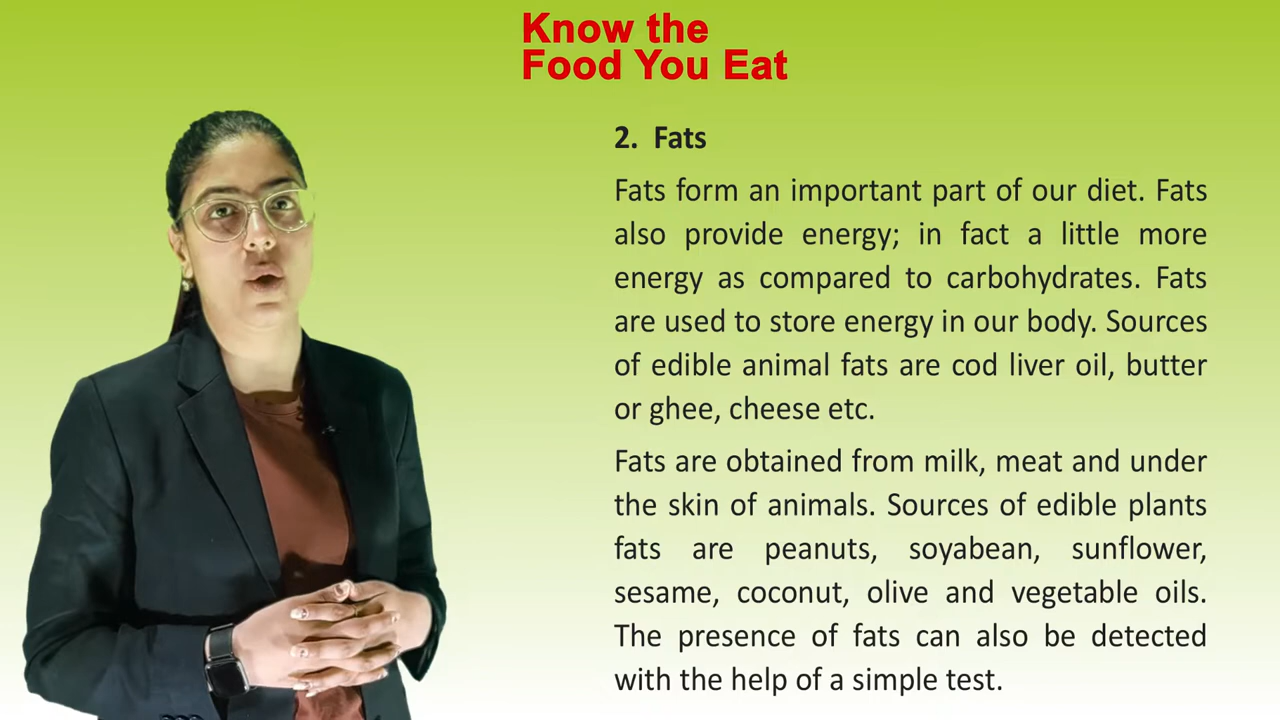 Know the
Food You Eat
2. Fats
Fats form an important part of our diet. Fats
also provide energy; in fact a little more
energy as compared to carbohydrates. Fats
are used to store energy in our body. Sources
of edible animal fats are cod liver oil, butter
or ghee, cheese etc.
Fats are obtained from milk, meat and under
the skin of animals. Sources of edible plants
fats are peanuts, soyabean, sunflower,
sesame, coconut, olive and vegetable oils.
The presence of fats can also be detected
with the help of a simple test.